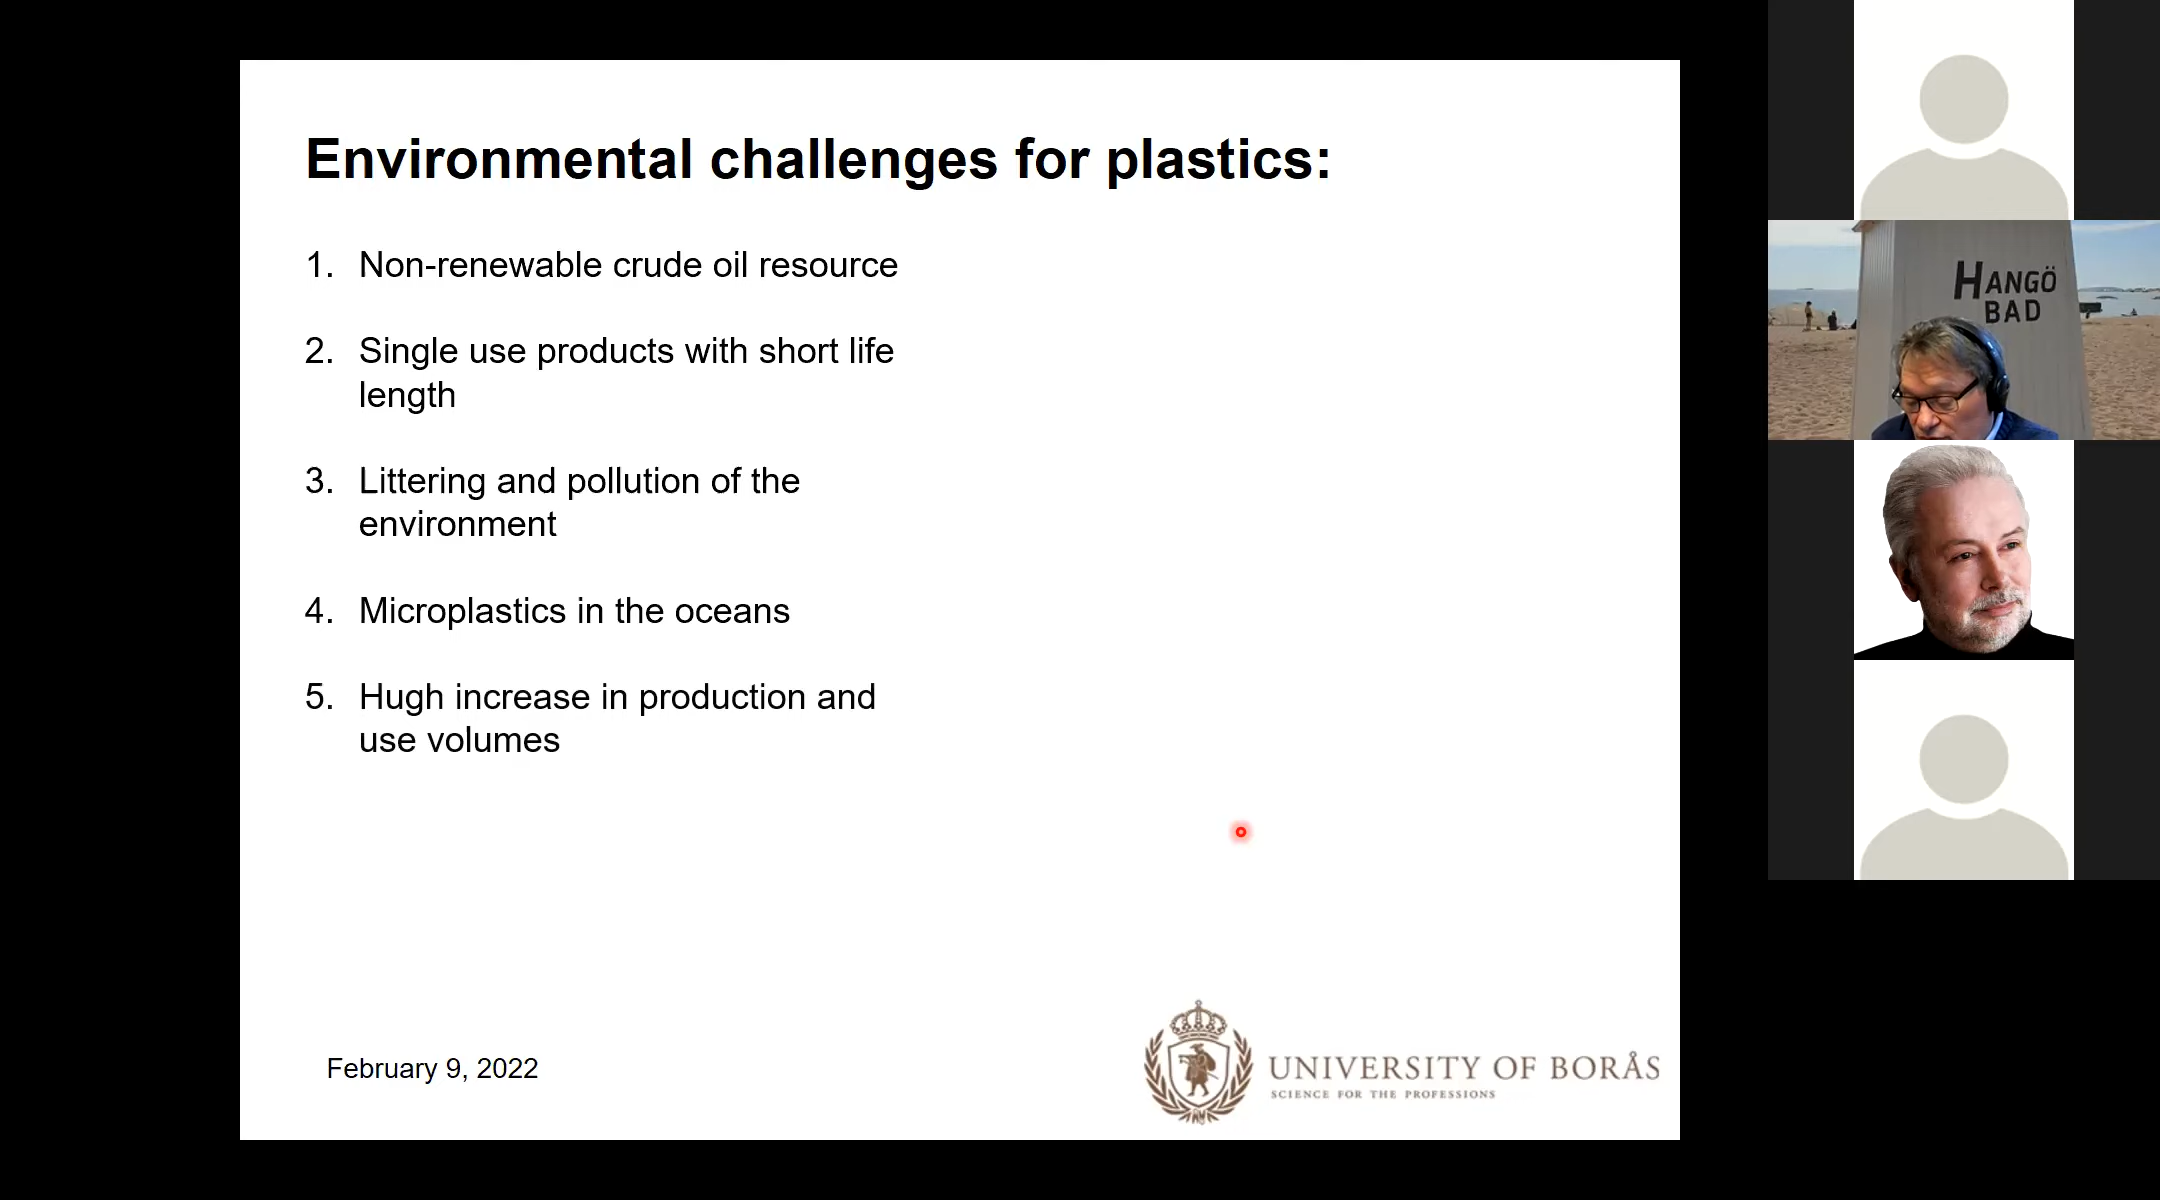 Environmental challenges for plastics:
1. Non-renewable crude oil resource
2. Single use products with short life
length
3. Littering and pollution of the
environment
4. Microplastics in the oceans
5. Hugh increase in production and
use volumes
February 9, 2022
UNIVERSITY OF BORÅS
SCIENCE FOR THE PROFESSIONS
HANGÖ
BAD